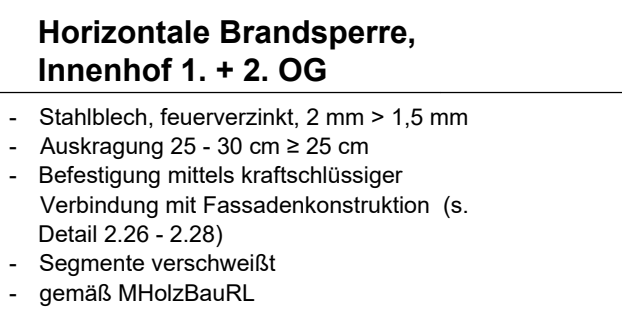 Horizontale Brandsperre,
Innenhof 1. + 2. OG
- Stahlblech, feuerverzinkt, 2 mm > 1,5 mm
- Auskragung 25 - 30 cm ≥ 25 cm
- Befestigung mittels kraftschlüssiger
Verbindung mit Fassadenkonstruktion (s.
Detail 2.26 - 2.28)
- Segmente verschweißt
- gemäß MHolzBauRL